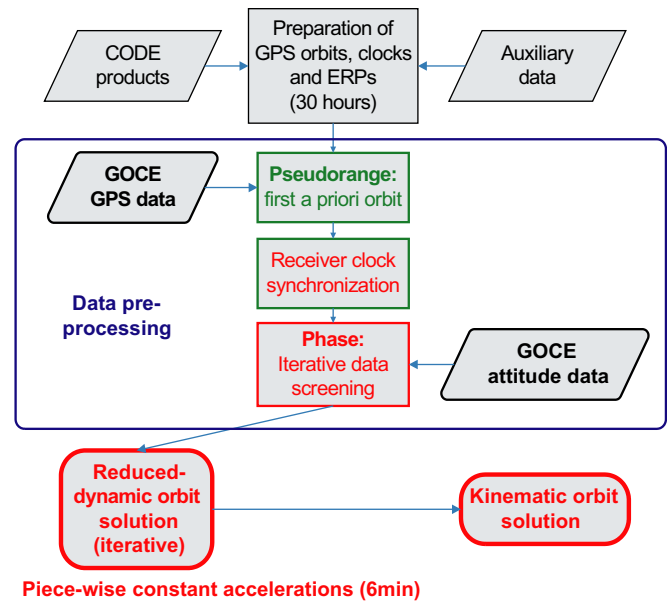 CODE
products
Preparation of
GPS orbits, clocks
and ERPs
(30 hours)
Auxiliary
data
GOCE
GPS data
Pseudorange:
first a priori orbit
Receiver clock
synchronization
Data pre-
processing
Phase:
Iterative data
screening
GOCE
attitude data
Reduced-
dynamic orbit
solution
(iterative)
Kinematic orbit
solution
Piece-wise constant accelerations (6min)